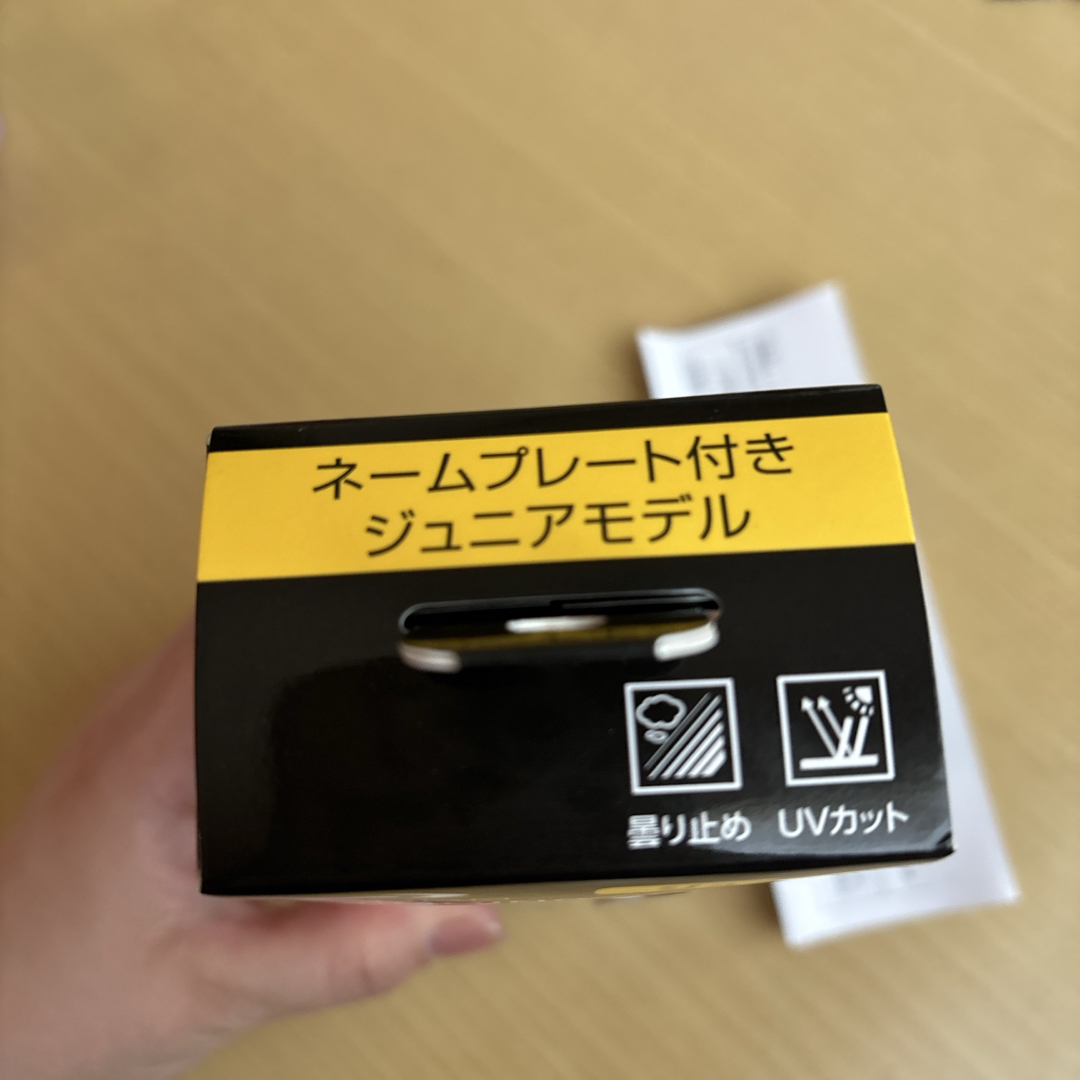 ネームプレート付き
ジュニアモデル
曇り止め
UVカット